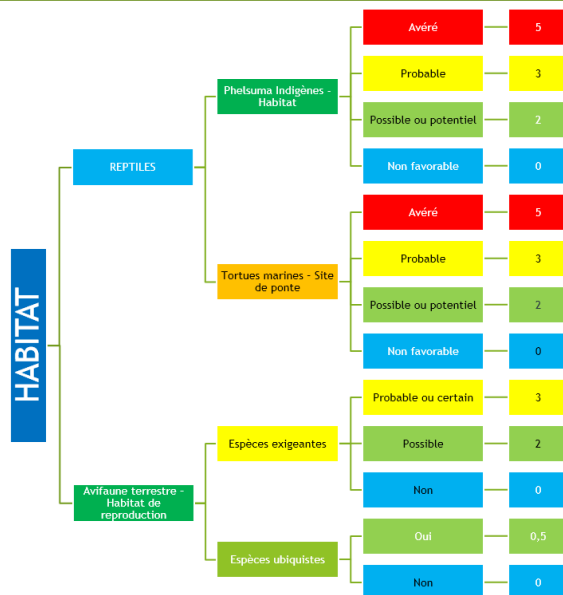 HABITAT
REPTILES
Phelsuma Indigènes -
Habitat
Avéré
5
Probable
3
Possible ou potentiel
2
Non favorable
0
Tortues marines - Site
de ponte
Avéré
5
Probable
3
Possible ou potentiel
2
Non favorable
0
Avifaune terrestre -
Habitat de
reproduction
Espèces exigeantes
Probable ou certain
3
Possible
2
Non
0
Espèces ubiquistes
Oui
0,5
Non
0